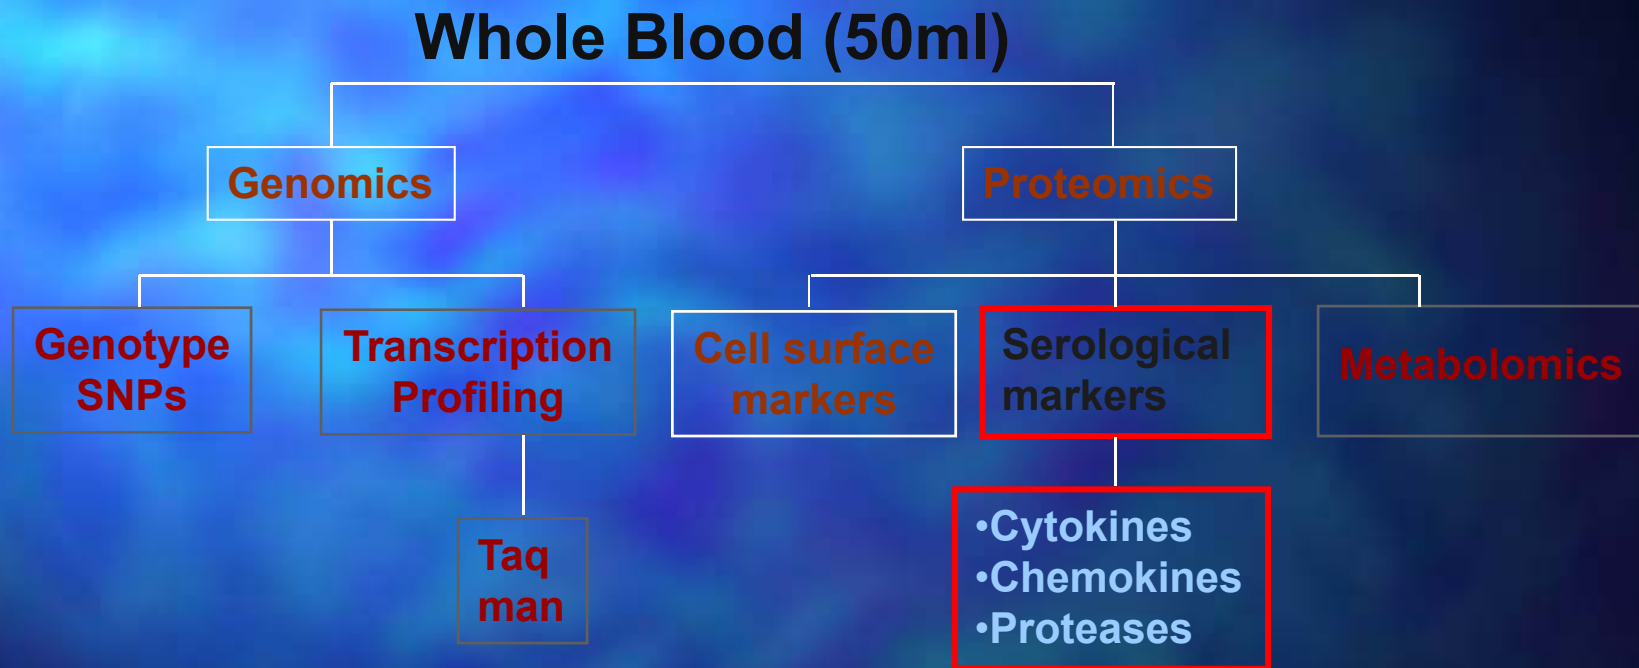 Whole Blood (50ml)
Genomics
Proteomics
Genotype
SNPs
Transcription
Profiling
Cell surface
markers
Serological
markers
Metabolomics
Taq
man
•Cytokines
•Chemokines
•Proteases